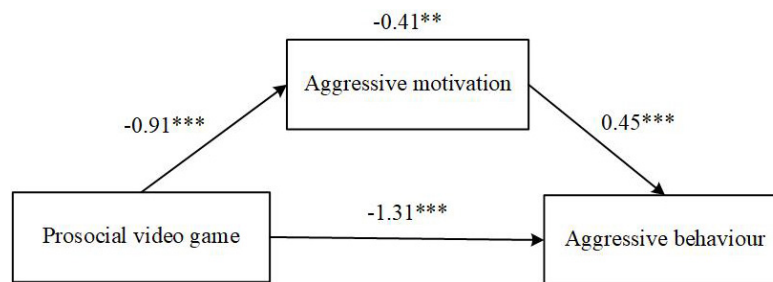 -0.41**
Aggressive motivation
-0.91***
0.45***
-1.31***
Prosocial video game
Aggressive behaviour